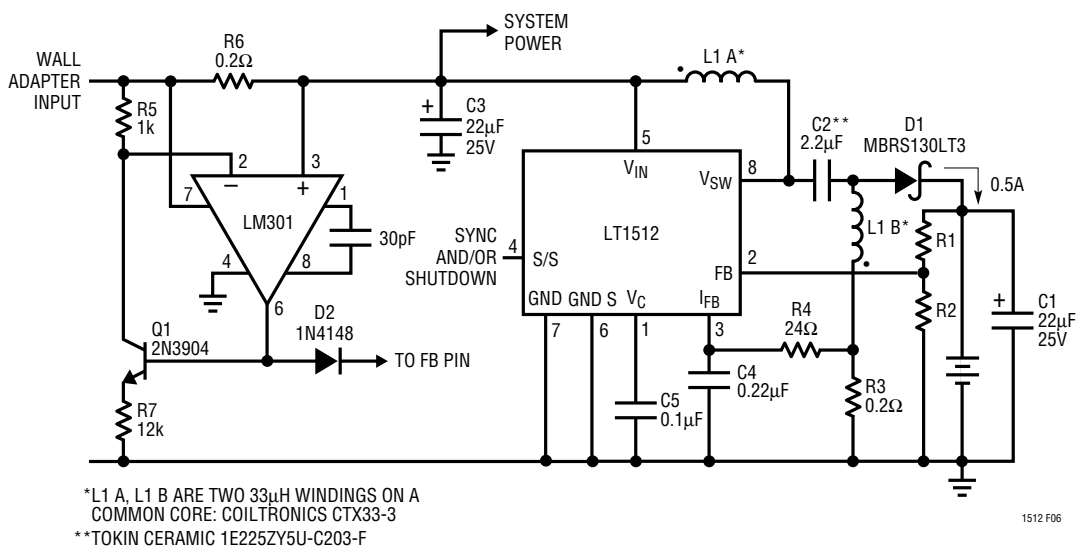 SYSTEM
POWER
WALL
ADAPTER
INPUT
R6
0.2Ω
L1 A*
R5
1k
+
C3
22µF
25V
C2**
2.2µF
D1
MBRS130LT3
0.5A
2
3
–
+
7
1
LM301
30pF
4
8
6
5
VIN
VSW
8
LT1512
SYNC
AND/OR
SHUTDOWN
4
S/S
FB
2
GND
GND S
VC
IFB
7
6
1
3
L1 B*
R1
R2
+
C1
22µF
25V
R4
24Ω
Q1
2N3904
D2
1N4148
TO FB PIN
R7
12k
C5
0.1µF
C4
0.22µF
R3
0.2Ω
*L1 A, L1 B ARE TWO 33µH WINDINGS ON A
COMMON CORE: COILTRONICS CTX33-3
**TOKIN CERAMIC 1E225ZY5U-C203-F
1512 F06